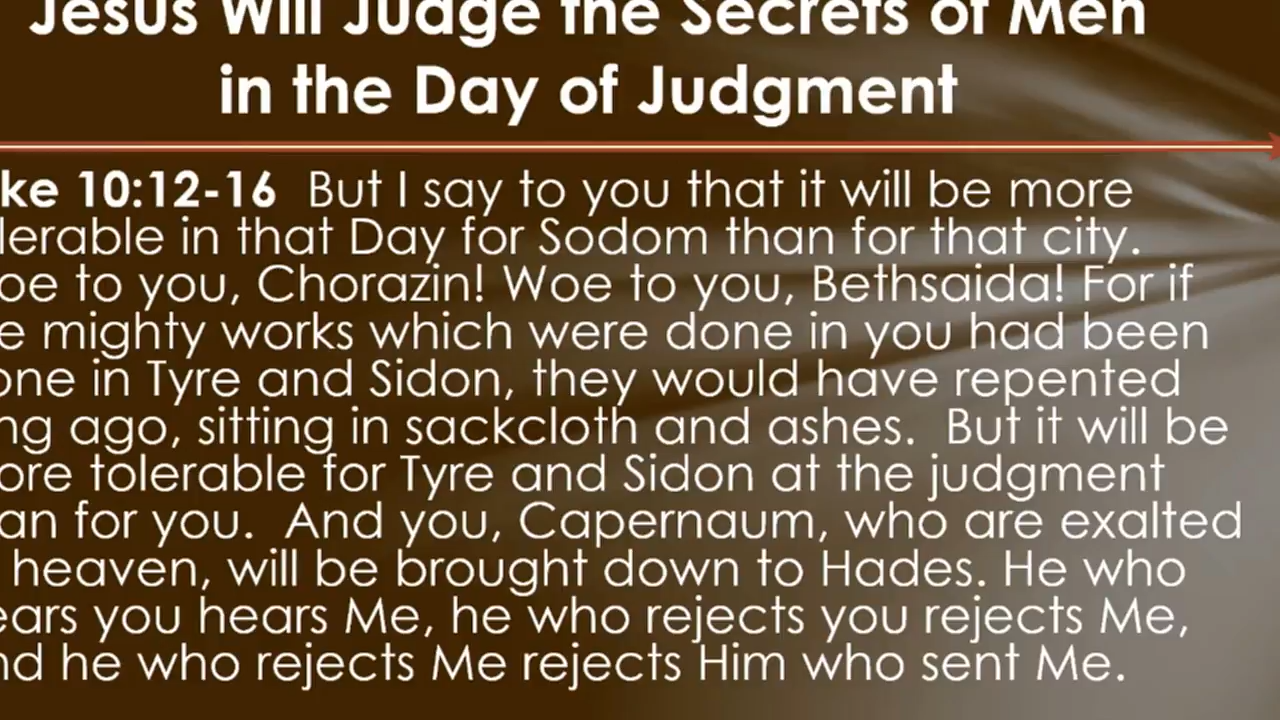 Jesus Will Judge the Secrets of Men
in the Day of Judgment
ke 10:12-16 But I say to you that it will be more
lerable in that Day for Sodom than for that city.
oe to you, Chorazin! Woe to you, Bethsaida! For if
e mighty works which were done in you had been
one in Tyre and Sidon, they would have repented
ng ago, sitting in sackcloth and ashes. But it will be
ore tolerable for Tyre and Sidon at the judgment
an for you. And you, Capernaum, who are exalted
heaven, will be brought down to Hades. He who
ears you hears Me, he who rejects you rejects Me,
nd he who rejects Me rejects Him who sent Me.